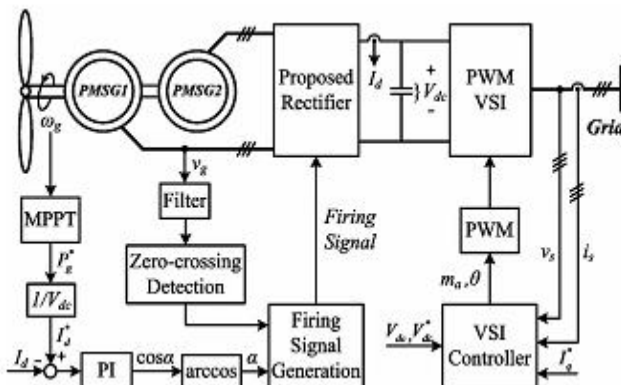 PMSG1
PMSG2
Proposed
Rectifier
I_d
+
} V_dc
-
PWM
VSI
Grid
ω_g
v_g
MPPT
Filter
Firing
Signal
PWM
P_g^*
Zero-crossing
Detection
v_s
i_s
m_a, θ
1/V_dc
I_d^*
Firing
Signal
Generation
V_dc, V_dc^*
VSI
Controller
I_d
-
+
PI
cosα
arccos
α
I_q^*